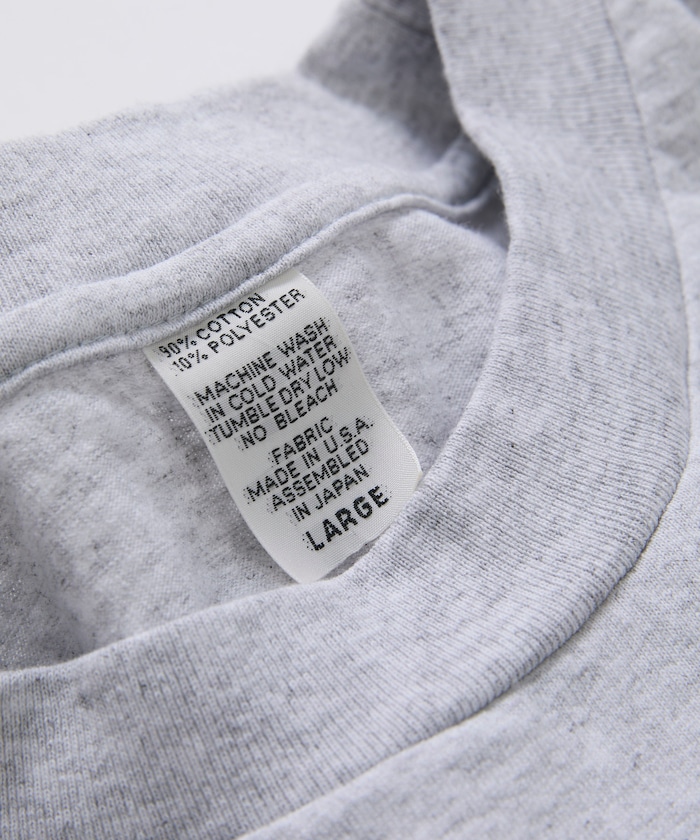 90% COTTON
10% POLYESTER
MACHINE WASH
IN COLD WATER
TUMBLE DRY LOW
NO BLEACH
FABRIC
MADE IN U.S.A.
ASSEMBLED
IN JAPAN
LARGE